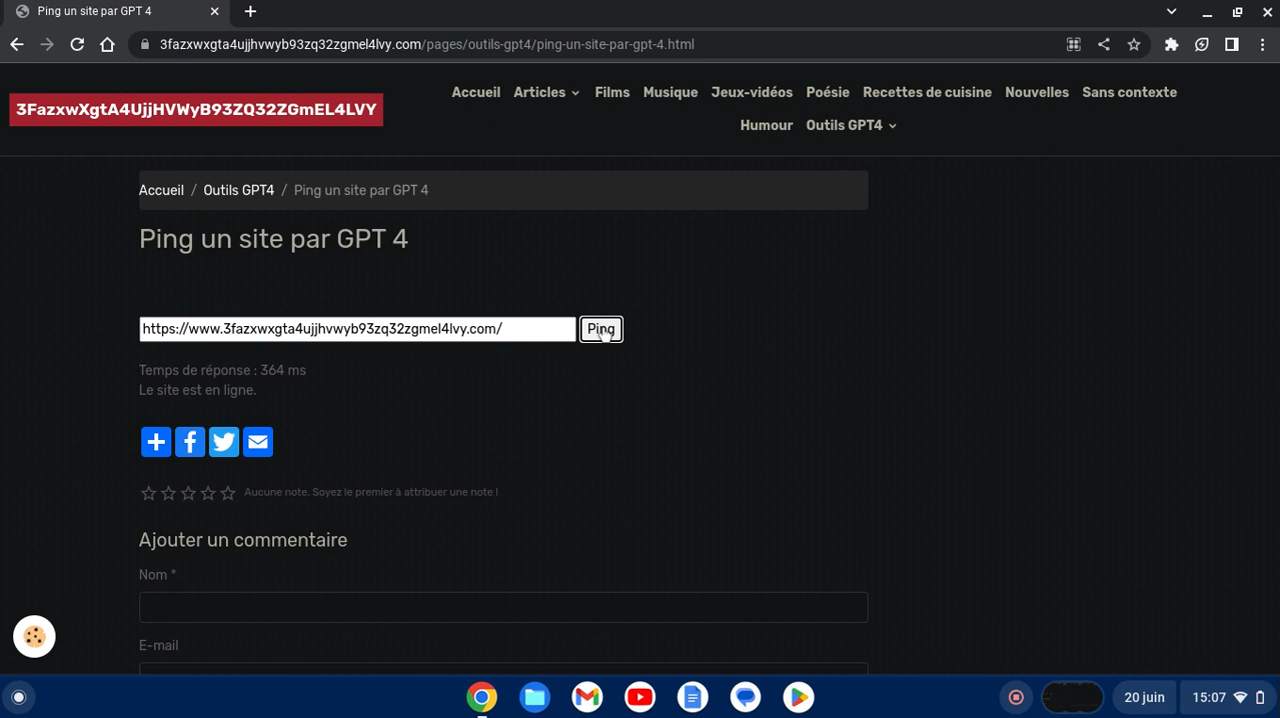 Ping un site par GPT 4
3fazxwxgta4ujjhvwyb93zq32zgmel4lvy.com/pages/outils-gpt4/ping-un-site-par-gpt-4.html
3FazxwXgtA4UjjHVWyB93ZQ32ZGmEL4LVY
Accueil Articles Films Musique Jeux-vidéos Poésie Recettes de cuisine Nouvelles Sans contexte
Humour Outils GPT4
Accueil / Outils GPT4 / Ping un site par GPT 4
Ping un site par GPT 4
https://www.3fazxwxgta4ujjhvwyb93zq32zgmel4lvy.com/ Ping
Temps de réponse : 364 ms
Le site est en ligne.
Aucune note. Soyez le premier à attribuer une note !
Ajouter un commentaire
Nom *
E-mail
20 juin 15:07